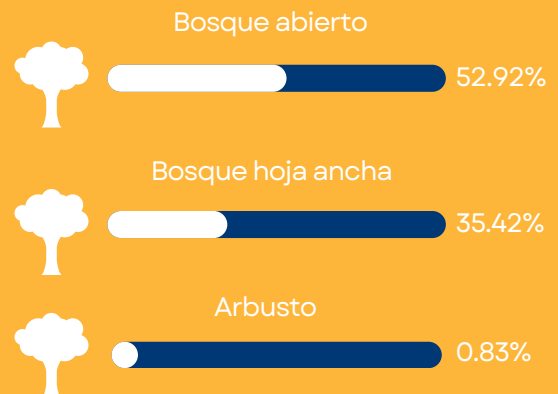 Bosque abierto
52.92%
Bosque hoja ancha
35.42%
Arbusto
0.83%